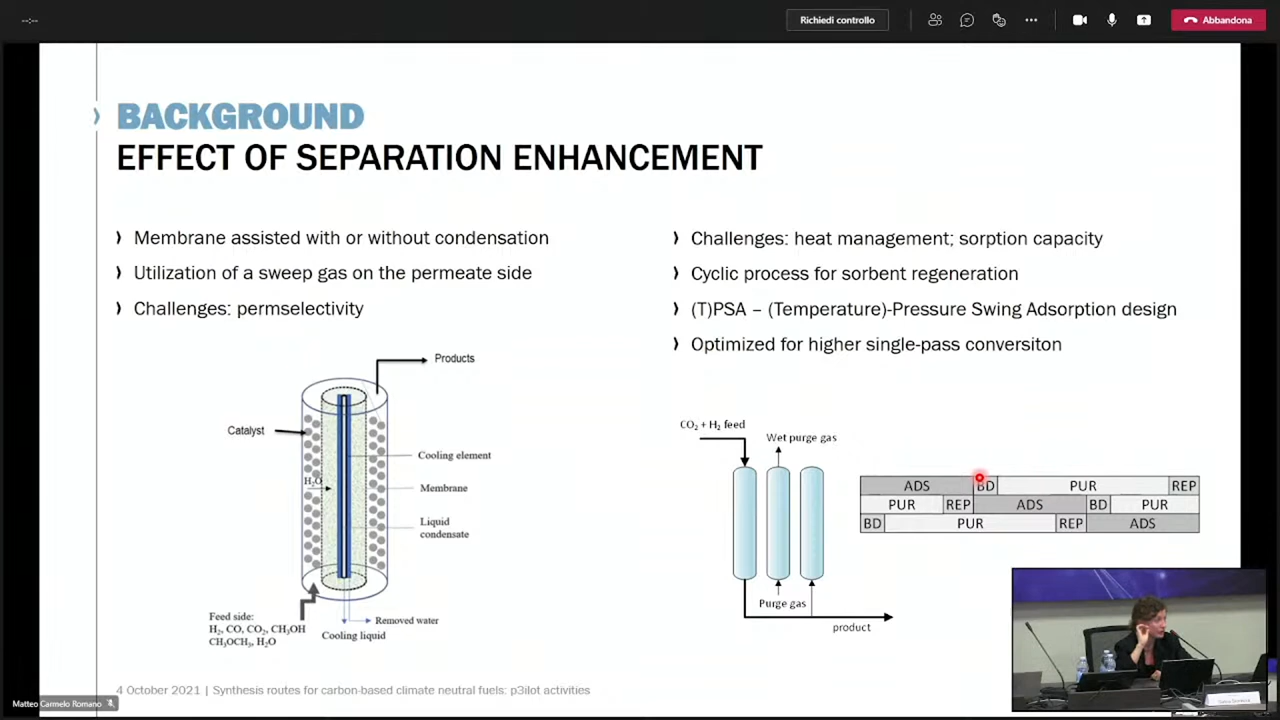 --:--
Richiedi controllo
Abbandona
BACKGROUND
EFFECT OF SEPARATION ENHANCEMENT
Membrane assisted with or without condensation
Utilization of a sweep gas on the permeate side
Challenges: permselectivity
Challenges: heat management; sorption capacity
Cyclic process for sorbent regeneration
(T)PSA – (Temperature)-Pressure Swing Adsorption design
Optimized for higher single-pass conversiton
Products
Catalyst
H₂O
Cooling element
Membrane
Liquid
condensate
Feed side:
H₂, CO, CO₂, CH₃OH
CH₃OCH₃, H₂O
Removed water
Cooling liquid
CO₂ + H₂ feed
Wet purge gas
Purge gas
product
ADS BD PUR REP
PUR REP ADS BD PUR
BD PUR REP ADS
4 October 2021 | Synthesis routes for carbon-based climate neutral fuels: p3ilot activities
Matteo Carmelo Romano